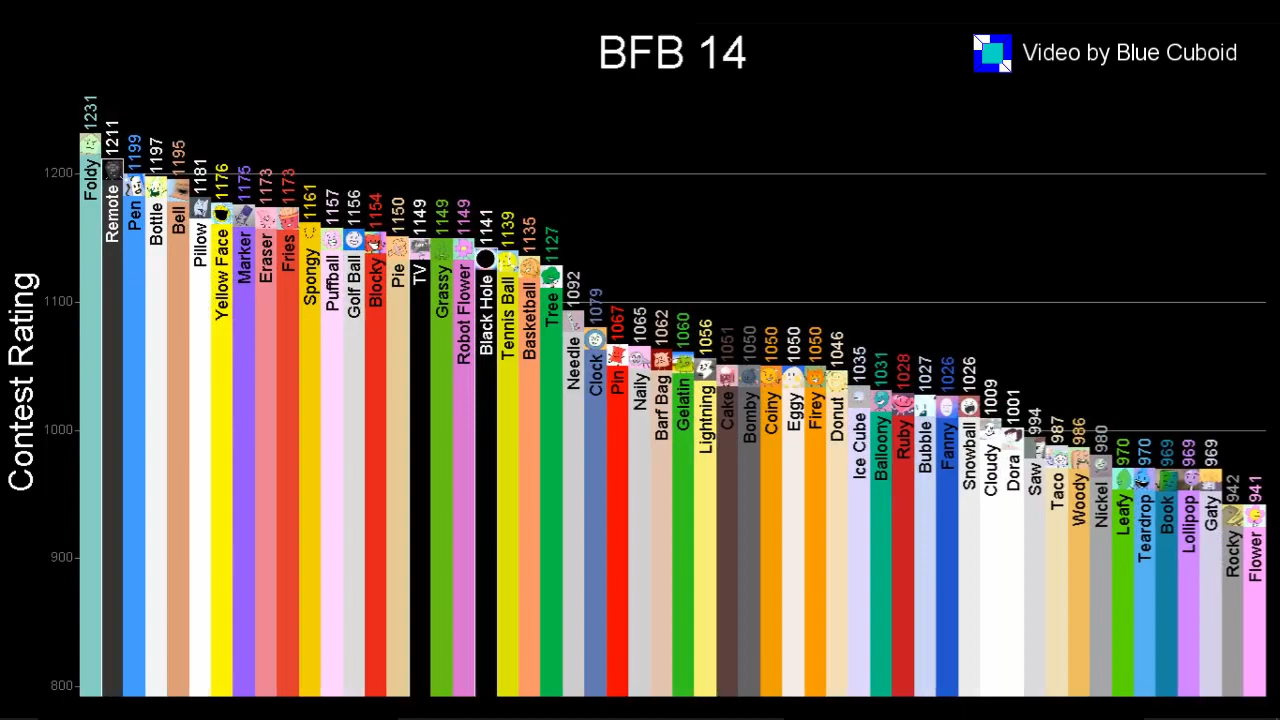 BFB 14
Video by Blue Cuboid
Contest Rating
1200
1100
1000
900
800
Foldy 1231
Remote 1211
Pen 1199
Bottle 1197
Bell 1195
Pillow 1181
Yellow Face 1176
Marker 1175
Eraser 1173
Fries 1173
Spongy 1161
Puffball 1157
Golf Ball 1156
Blocky 1154
Pie 1150
TV 1149
Grassy 1149
Robot Flower 1149
Black Hole 1141
Tennis Ball 1139
Basketball 1135
Tree 1127
Needle 1092
Clock 1079
Pin 1067
Naily 1065
Barf Bag 1062
Gelatin 1060
Lightning 1056
Cake 1051
Bomby 1050
Coiny 1050
Eggy 1050
Firey 1050
Donut 1046
Ice Cube 1035
Balloony 1031
Ruby 1028
Bubble 1027
Fanny 1026
Snowball 1026
Cloudy 1009
Dora 1001
Saw 994
Taco 987
Woody 986
Nickel 980
Leafy 970
Teardrop 970
Book 969
Lollipop 969
Gaty 969
Rocky 942
Flower 941